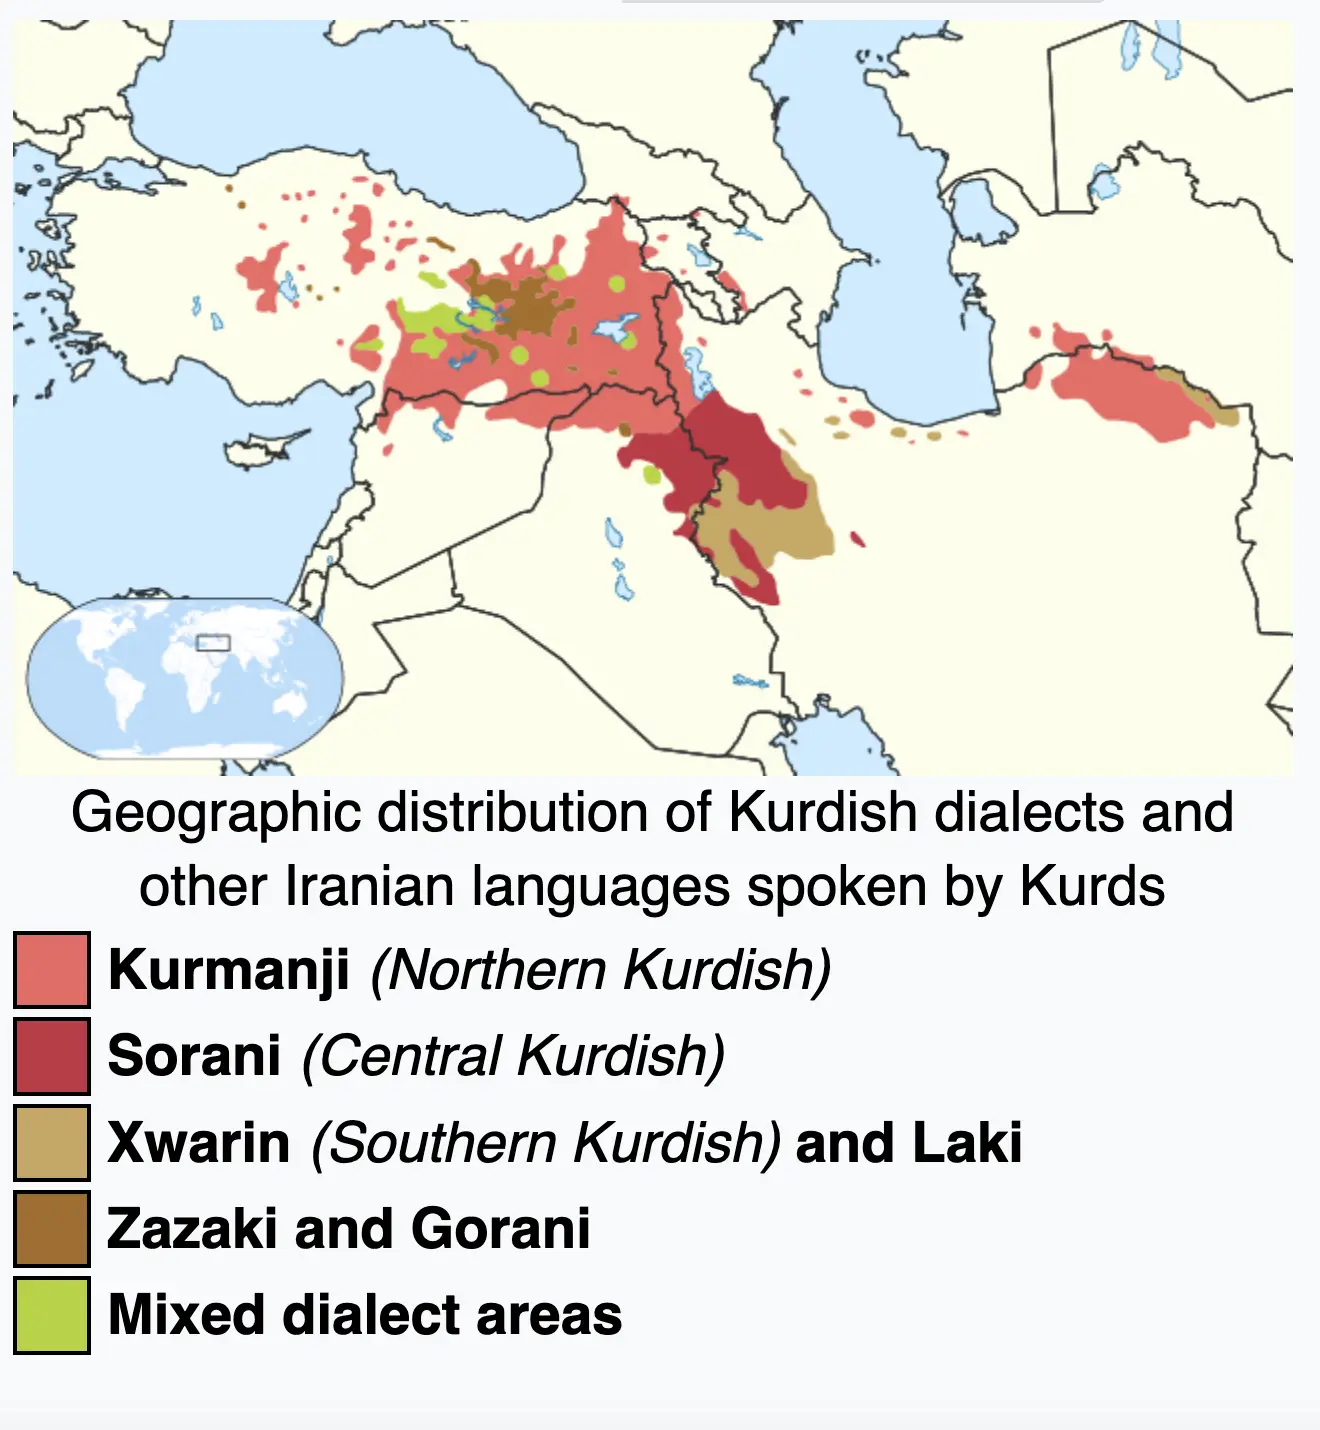 Geographic distribution of Kurdish dialects and
other Iranian languages spoken by Kurds
Kurmanji (Northern Kurdish)
Sorani (Central Kurdish)
Xwarin (Southern Kurdish) and Laki
Zazaki and Gorani
Mixed dialect areas